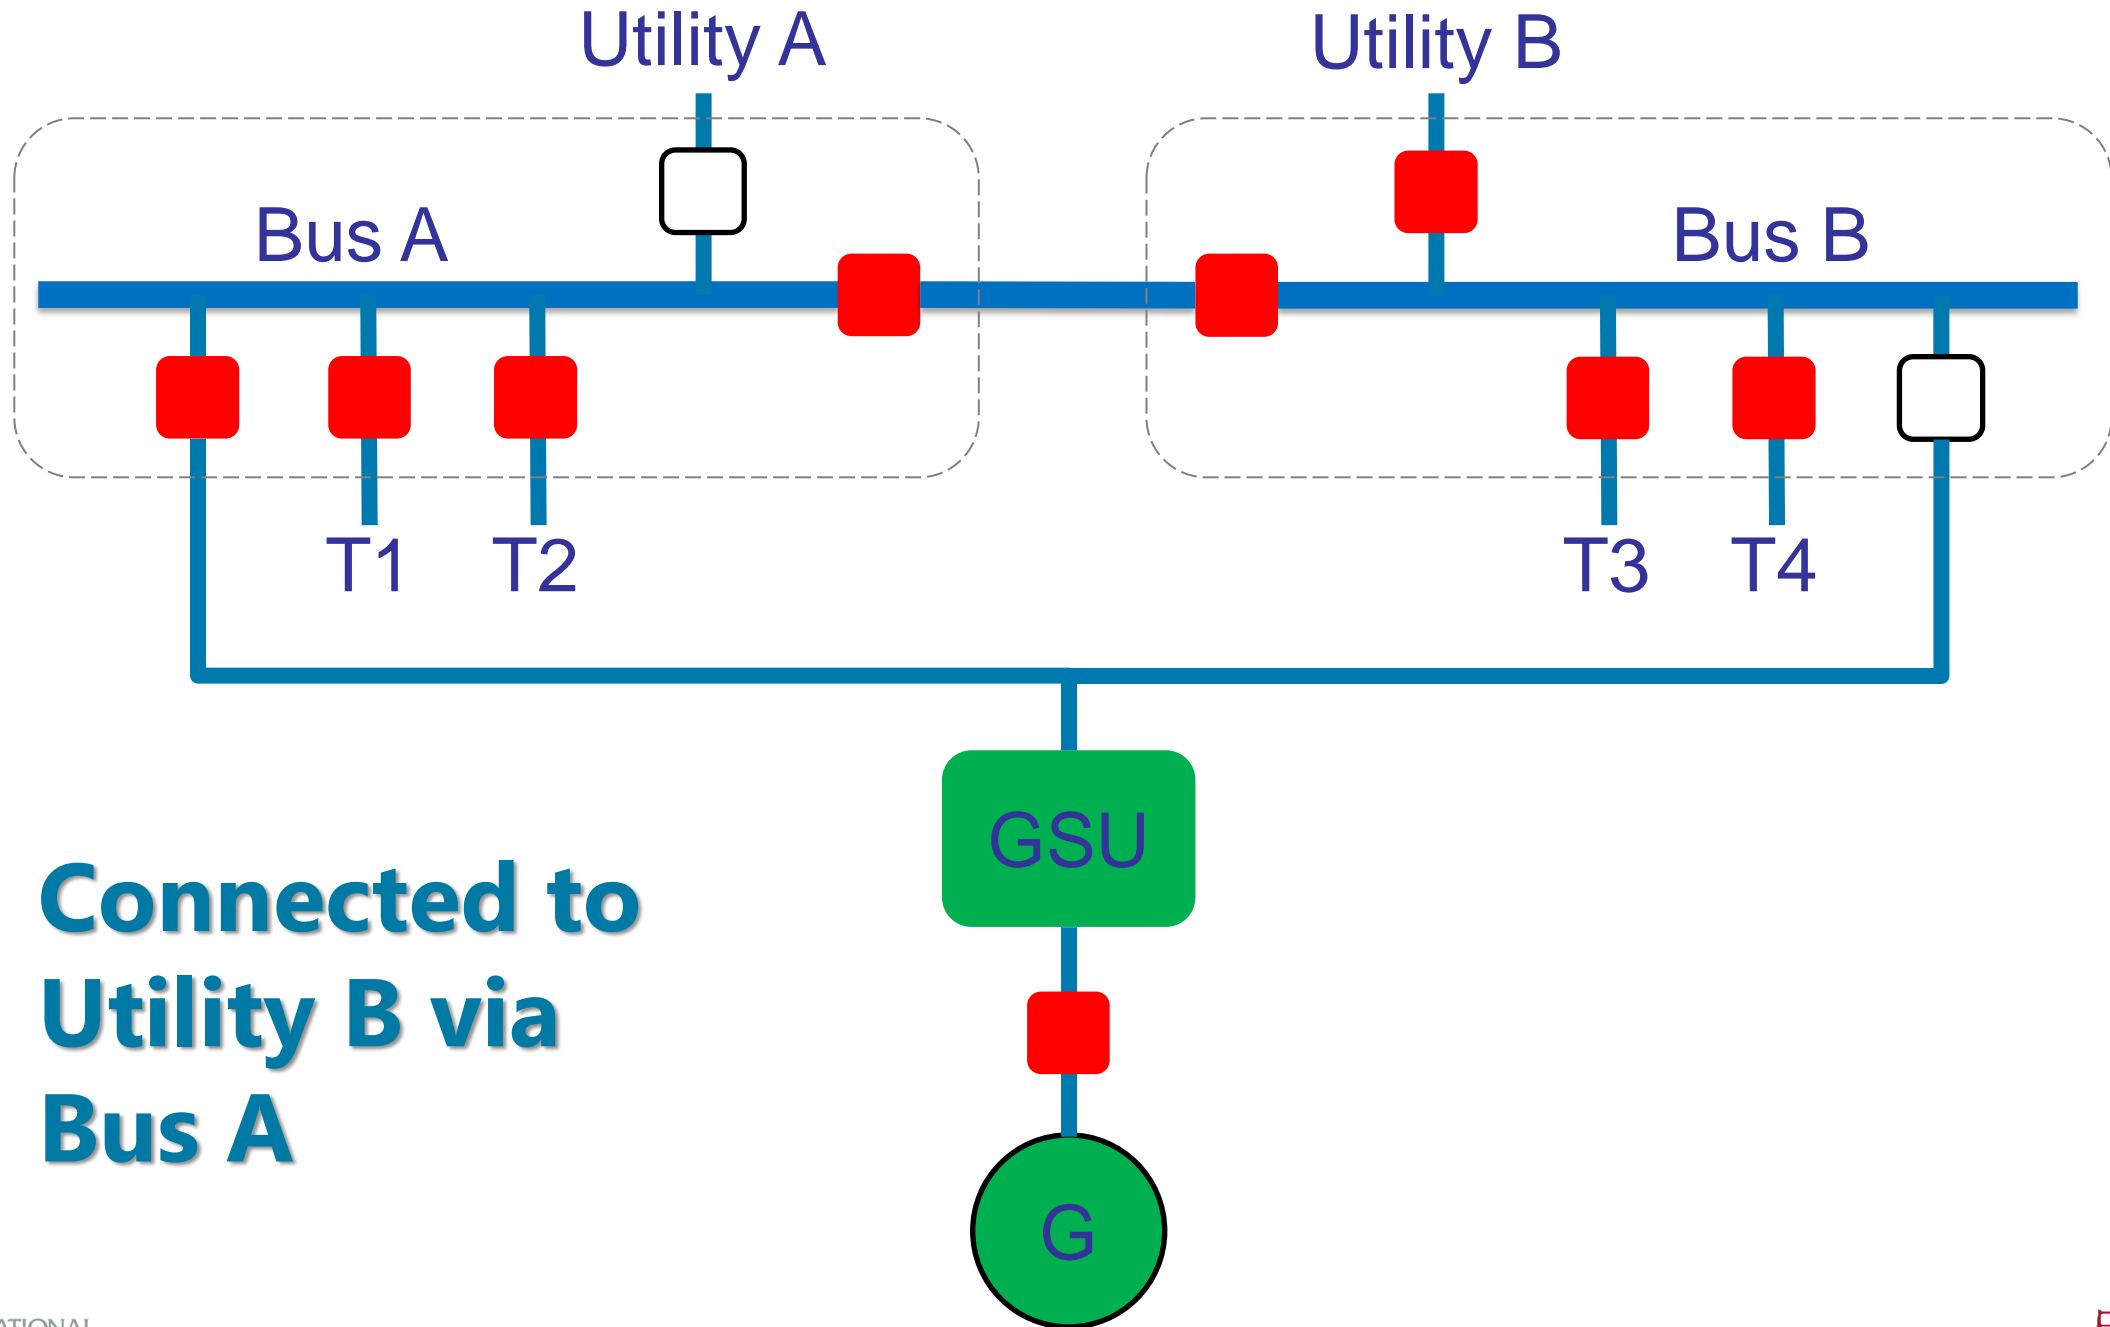 Utility A
Utility B
Bus A
Bus B
T1
T2
T3
T4
GSU
Connected to
Utility B via
Bus A
G